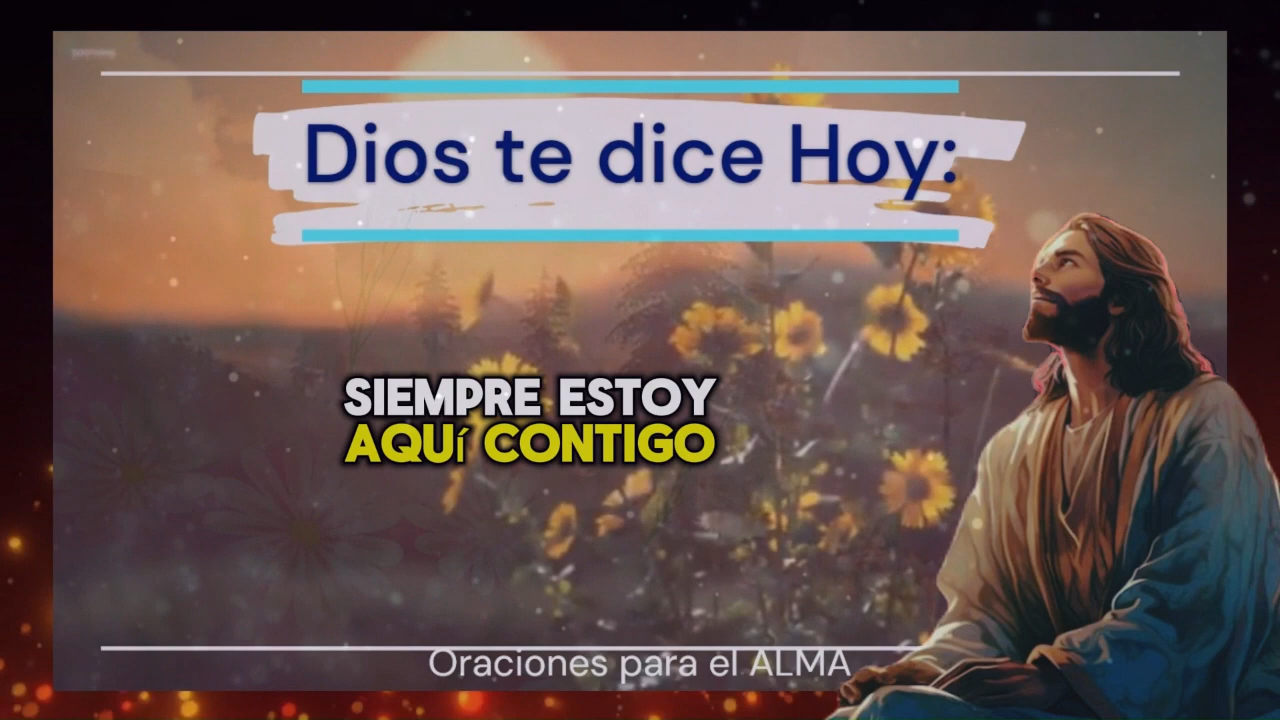 Dios te dice Hoy:
SIEMPRE ESTOY
AQUí CONTIGO
Oraciones para el ALMA